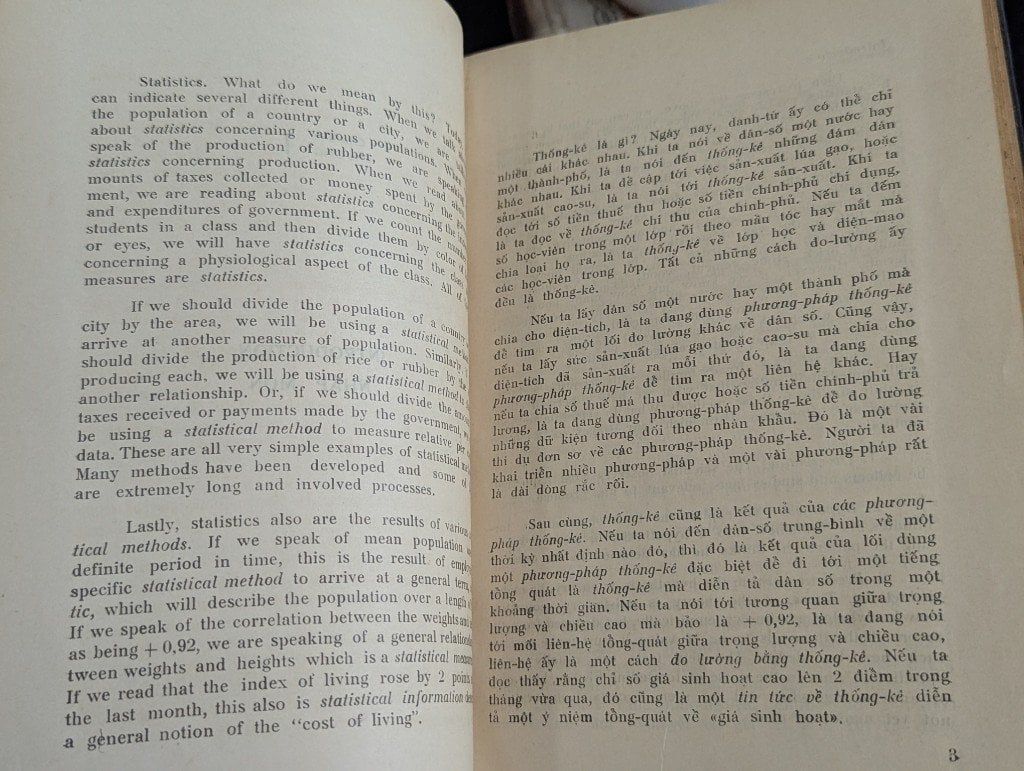 Statistics. What do we mean by this?
can indicate several different things. When we talk
the population of a country or a city, we are
about statistics concerning various populations. When
speak of the production of rubber, we are speaking
statistics concerning production. When we read about
mounts of taxes collected or money spent by the
ment, we are reading about statistics concerning the
and expenditures of government. If we count the
students in a class and then divide them by color of
or eyes, we will have statistics concerning the class
concerning a physiological aspect of the class. All of
measures are statistics.
If we should divide the population of a country
city by the area, we will be using a statistical
arrive at another measure of population. Similarly,
should divide the production of rice or rubber by the
producing each, we will be using a statistical method
another relationship. Or, if we should divide the
taxes received or payments made by the government,
be using a statistical method to measure relative per
data. These are all very simple examples of statistical
Many methods have been developed and some of
are extremely long and involved processes.
Lastly, statistics also are the results of
tical methods. If we speak of mean population
definite period in time, this is the result of
specific statistical method to arrive at a general term,
tic, which will describe the population over a length of
If we speak of the correlation between the weights and
as being + 0,92, we are speaking of a general
tween weights and heights which is a statistical
If we read that the index of living rose by 2 points
the last month, this also is statistical information
a general notion of the “cost of living”.
Thống-kê là gì? Ngày nay, danh-từ ấy có thể chỉ
nhiều cái khác nhau. Khi ta nói về dân-số một nước hay
một thành-phố, là ta nói đến thống-kê những đám dân
khác nhau. Khi ta đề cập tới việc sản-xuất lúa gạo, hoặc
sản-xuất cao-su, là ta nói tới thống-kê sản-xuất. Khi ta
đọc tới số tiền thuế thu hoặc số tiền chính-phủ chi dụng,
là ta đọc về thống-kê chi thu của chính-phủ. Nếu ta đếm
số học-viên trong một lớp rồi theo mầu tóc hay mắt mà
chia loại họ ra, là ta thống-kê về lớp học và diện-mạo
các học-viên trong lớp. Tất cả những cách đo-lường ấy
đều là thống-kê.
Nếu ta lấy dân số một nước hay một thành phố mà
chia cho diện-tích, là ta đang dùng phương-pháp thống-kê
để tìm ra một lối đo lường khác về dân số. Cũng vậy,
nếu ta lấy sức sản-xuất lúa gạo hoặc cao-su mà chia cho
diện-tích đã sản-xuất ra mỗi thứ đó, là ta đang dùng
phương-pháp thống-kê để tìm ra một liên hệ khác. Hay
nếu ta chia số thuế má thu được hoặc số tiền chính-phủ trả
lương, là ta đang dùng phương-pháp thống-kê để đo lường
những dữ kiện tương đối theo nhân khẩu. Đó là một vài
thí dụ đơn sơ về các phương-pháp thống-kê. Người ta đã
khai triển nhiều phương-pháp và một vài phương-pháp rất
là dài dòng rắc rối.
Sau cùng, thống-kê cũng là kết quả của các phương-
pháp thống-kê. Nếu ta nói đến dân-số trung-bình về một
thời kỳ nhất định nào đó, thì đó là kết quả của lối dùng
một phương-pháp thống-kê đặc biệt để đi tới một tiếng
tổng quát là thống-kê mà diễn tả dân số trong một
khoảng thời gian. Nếu ta nói tới tương quan giữa trọng
lượng và chiều cao mà bảo là + 0,92, là ta đang nói
tới mối liên-hệ tổng-quát giữa trọng lượng và chiều cao,
liên-hệ ấy là một cách đo lường bằng thống-kê. Nếu ta
đọc thấy rằng chỉ số giá sinh hoạt cao lên 2 điểm trong
tháng vừa qua, đó cũng là một tin tức về thống-kê diễn
tả một ý niệm tổng-quát về «giá sinh hoạt».
3